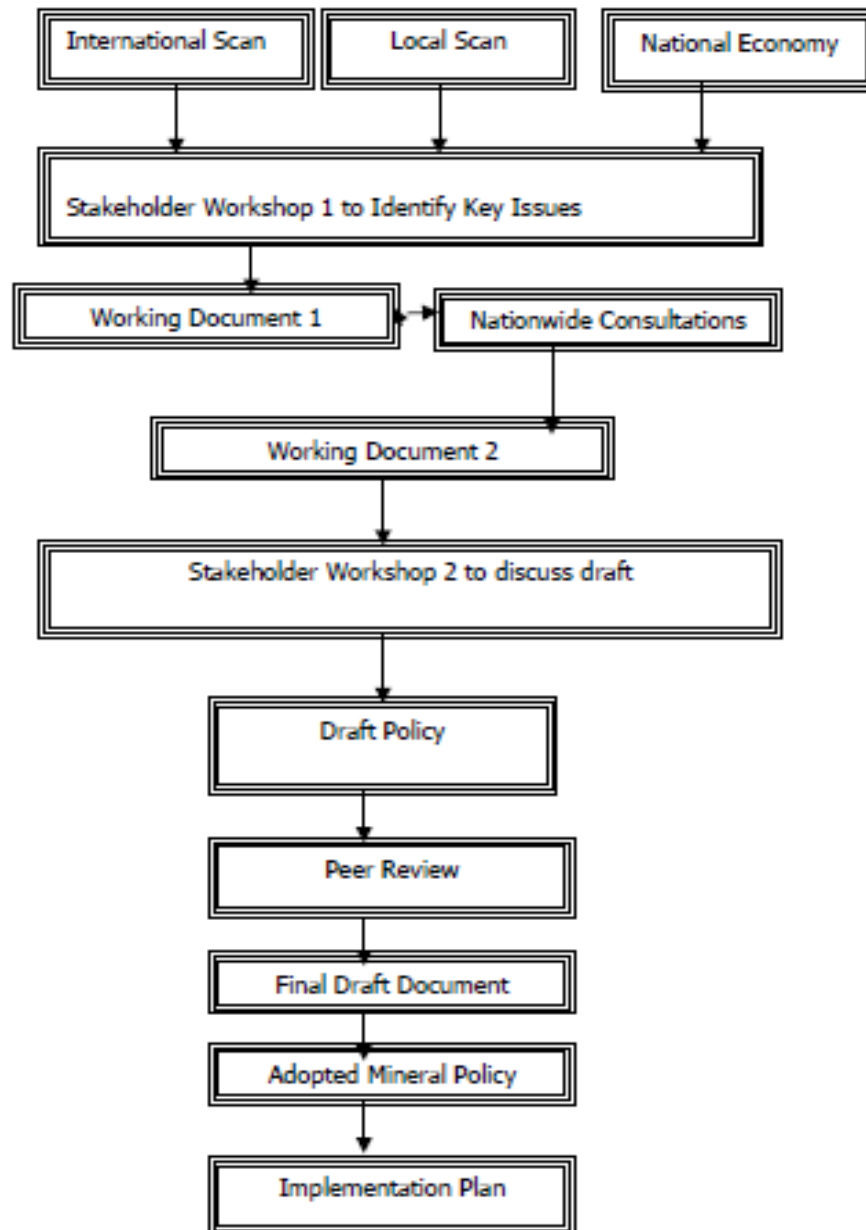 International Scan
Local Scan
National Economy
Stakeholder Workshop 1 to Identify Key Issues
Working Document 1
Nationwide Consultations
Working Document 2
Stakeholder Workshop 2 to discuss draft
Draft Policy
Peer Review
Final Draft Document
Adopted Mineral Policy
Implementation Plan